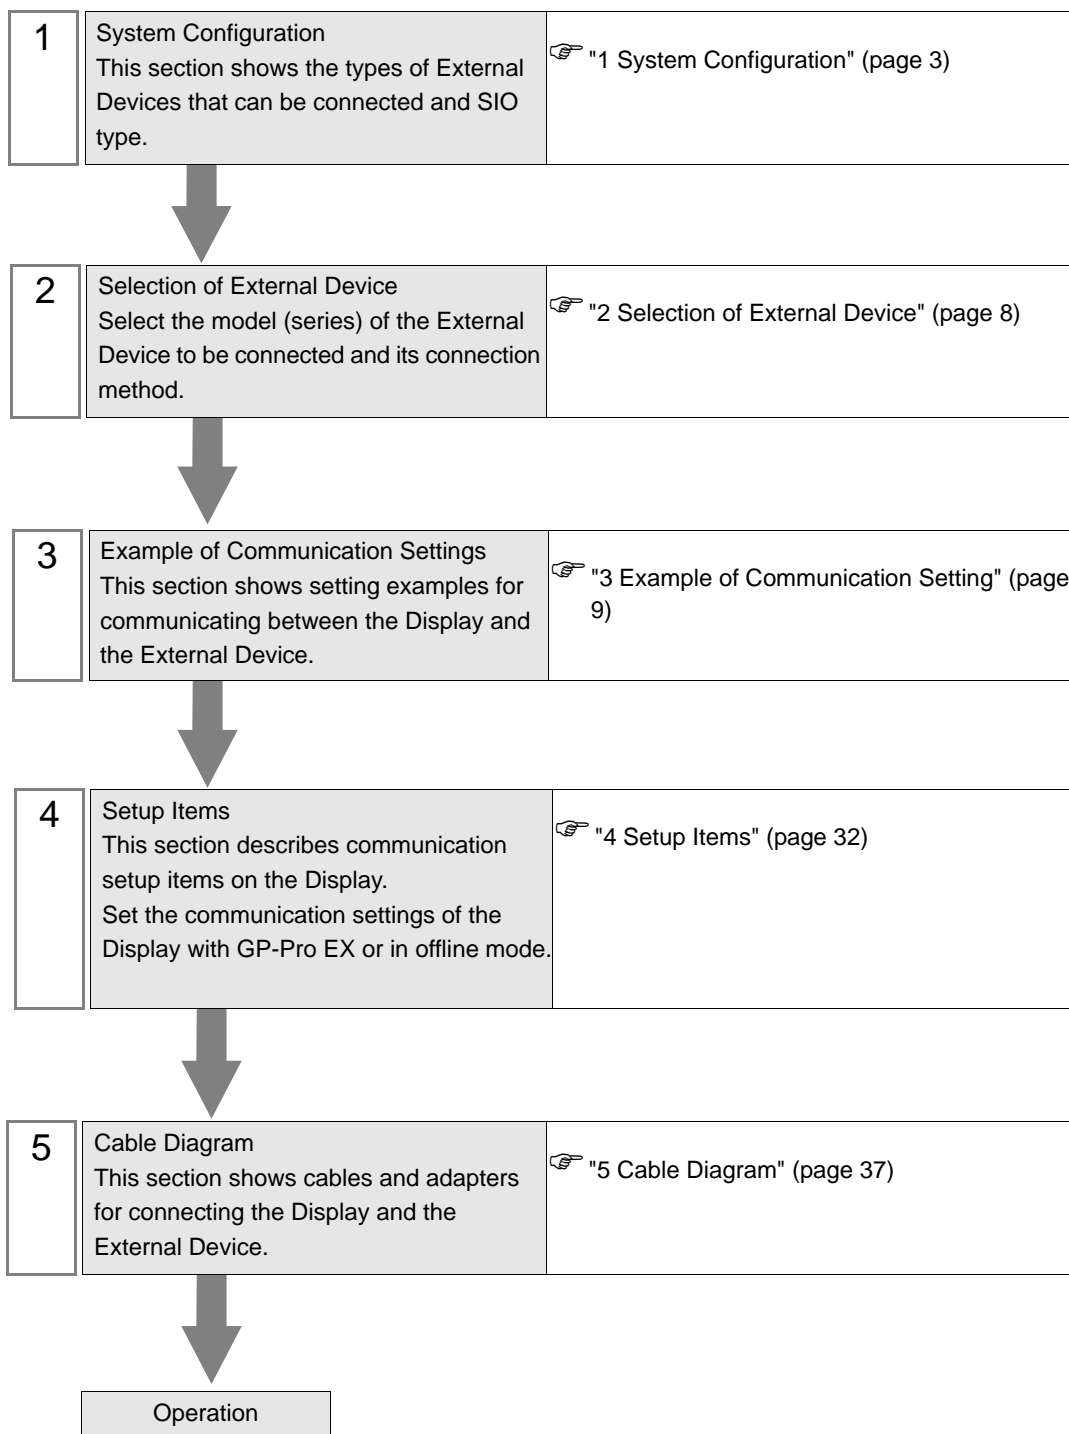 1
System Configuration
This section shows the types of External
Devices that can be connected and SIO
type.
"1 System Configuration" (page 3)
2
Selection of External Device
Select the model (series) of the External
Device to be connected and its connection
method.
"2 Selection of External Device" (page 8)
3
Example of Communication Settings
This section shows setting examples for
communicating between the Display and
the External Device.
"3 Example of Communication Setting" (page
9)
4
Setup Items
This section describes communication
setup items on the Display.
Set the communication settings of the
Display with GP-Pro EX or in offline mode.
"4 Setup Items" (page 32)
5
Cable Diagram
This section shows cables and adapters
for connecting the Display and the
External Device.
"5 Cable Diagram" (page 37)
Operation